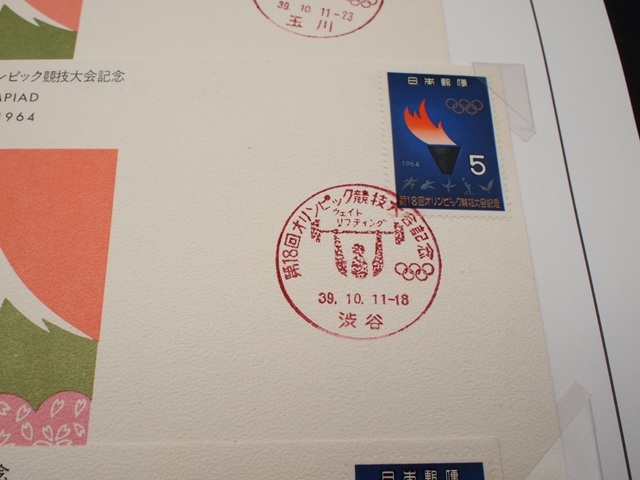 39. 10. 11-23
玉川
ンピック競技大会記念
MPIAD
1964
日本郵便
1964
5
第18回オリンピック競技大会記念
第18回オリンピック競技大会記念
ウェイト
リフティング
39. 10. 11-18
渋谷
念
日本郵便